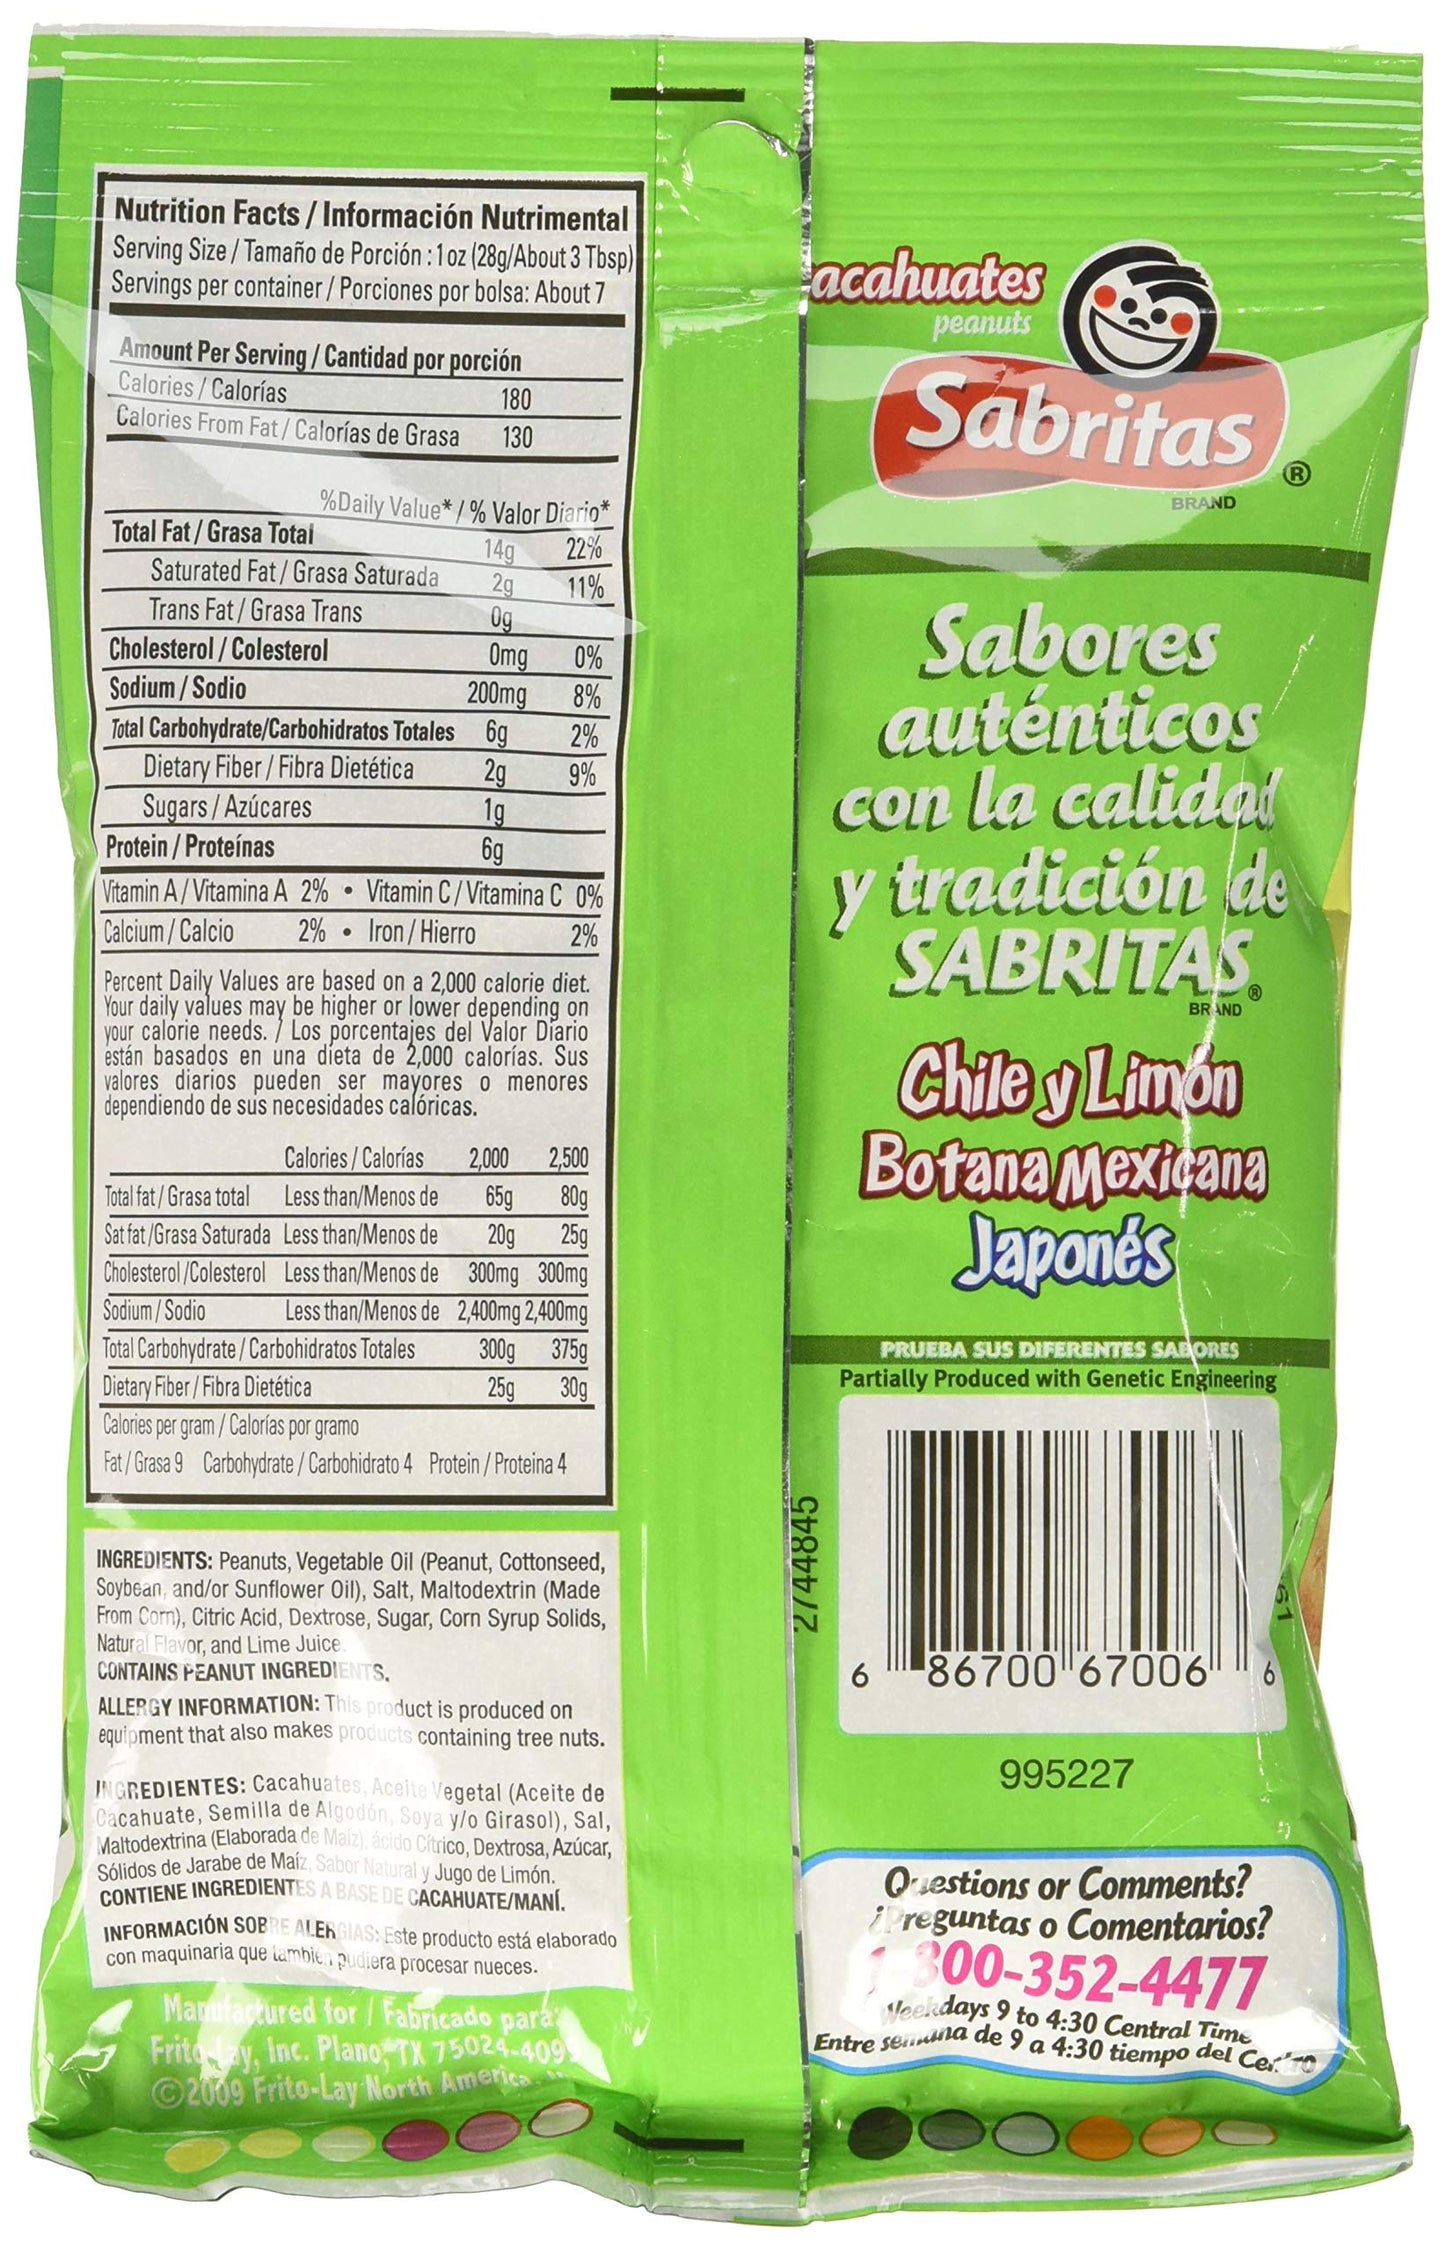 Nutrition Facts / Información Nutrimental
Serving Size / Tamaño de Porción : 1 oz (28g/About 3 Tbsp)
Servings per container / Porciones por bolsa: About 7
Amount Per Serving / Cantidad por porción
Calories / Calorías 180
Calories From Fat / Calorías de Grasa 130
%Daily Value* / % Valor Diario*
Total Fat / Grasa Total 14g 22%
Saturated Fat / Grasa Saturada 2g 11%
Trans Fat / Grasa Trans 0g
Cholesterol / Colesterol 0mg 0%
Sodium / Sodio 200mg 8%
Total Carbohydrate/Carbohidratos Totales 6g 2%
Dietary Fiber / Fibra Dietética 2g 9%
Sugars / Azúcares 1g
Protein / Proteínas 6g
Vitamin A / Vitamina A 2% • Vitamin C / Vitamina C 0%
Calcium / Calcio 2% • Iron / Hierro 2%
Percent Daily Values are based on a 2,000 calorie diet.
Your daily values may be higher or lower depending on
your calorie needs. / Los porcentajes del Valor Diario
están basados en una dieta de 2,000 calorías. Sus
valores diarios pueden ser mayores o menores
dependiendo de sus necesidades calóricas.
Calories / Calorías 2,000 2,500
Total fat / Grasa total Less than/Menos de 65g 80g
Sat fat /Grasa Saturada Less than/Menos de 20g 25g
Cholesterol /Colesterol Less than/Menos de 300mg 300mg
Sodium / Sodio Less than/Menos de 2,400mg 2,400mg
Total Carbohydrate / Carbohidratos Totales 300g 375g
Dietary Fiber / Fibra Dietética 25g 30g
Calories per gram / Calorías por gramo
Fat / Grasa 9 Carbohydrate / Carbohidrato 4 Protein / Proteina 4
INGREDIENTS: Peanuts, Vegetable Oil (Peanut, Cottonseed,
Soybean, and/or Sunflower Oil), Salt, Maltodextrin (Made
From Corn), Citric Acid, Dextrose, Sugar, Corn Syrup Solids,
Natural Flavor, and Lime Juice.
CONTAINS PEANUT INGREDIENTS.
ALLERGY INFORMATION: This product is produced on
equipment that also makes products containing tree nuts.
INGREDIENTES: Cacahuates, Aceite Vegetal (Aceite de
Cacahuate, Semilla de Algodón, Soya y/o Girasol), Sal,
Maltodextrina (Elaborada de Maíz), ácido Cítrico, Dextrosa, Azúcar,
Sólidos de Jarabe de Maíz, Sabor Natural y Jugo de Limón.
CONTIENE INGREDIENTES A BASE DE CACAHUATE/MANÍ.
INFORMACIÓN SOBRE ALERGIAS: Este producto está elaborado
con maquinaria que también pudiera procesar nueces.
Manufactured for / Fabricado para:
Frito-Lay, Inc. Plano, TX 75024-4099
©2009 Frito-Lay North America,
acahuates
peanuts
Sabritas®
BRAND
Sabores
auténticos
con la calidad
y tradición de
SABRITAS®
BRAND
Chile y Limón
Botana Mexicana
Japonés
PRUEBA SUS DIFERENTES SABORES
Partially Produced with Genetic Engineering
2744845
61
6 86700 67006 6
995227
Questions or Comments?
¿Preguntas o Comentarios?
1-800-352-4477
Weekdays 9 to 4:30 Central Time
Entre semana de 9 a 4:30 tiempo del Centro